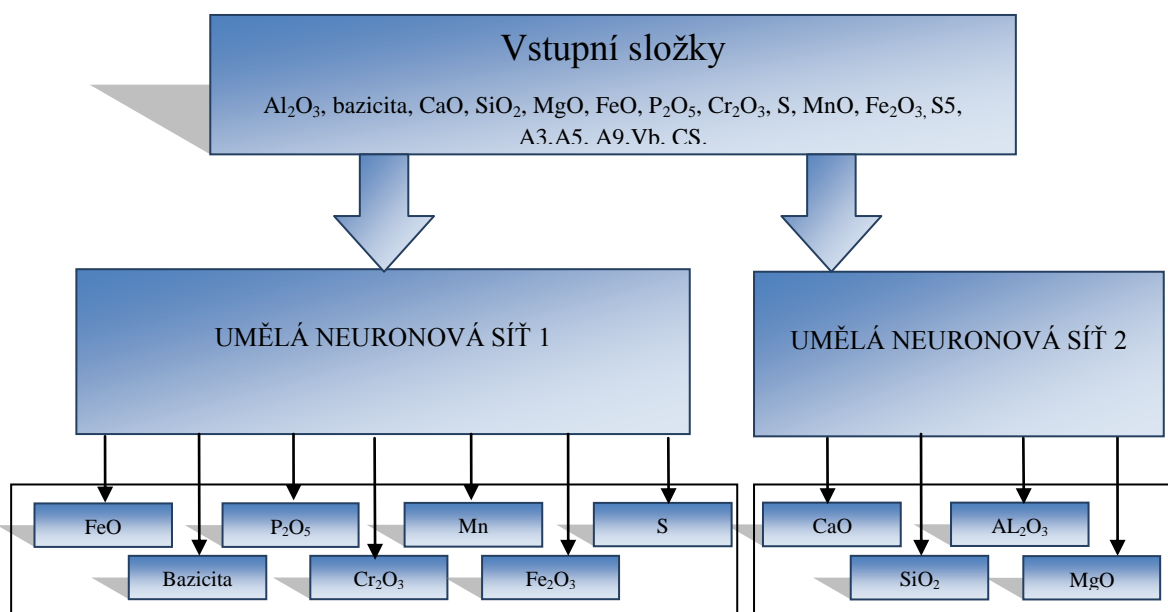 Vstupní složky
Al₂O₃, bazicita, CaO, SiO₂, MgO, FeO, P₂O₅, Cr₂O₃, S, MnO, Fe₂O₃, S5,
A3,A5, A9,Vb, CS,
UMĚLÁ NEURONOVÁ SÍŤ 1
UMĚLÁ NEURONOVÁ SÍŤ 2
FeO
P₂O₅
Mn
S
CaO
AL₂O₃
Bazicita
Cr₂O₃
Fe₂O₃
SiO₂
MgO